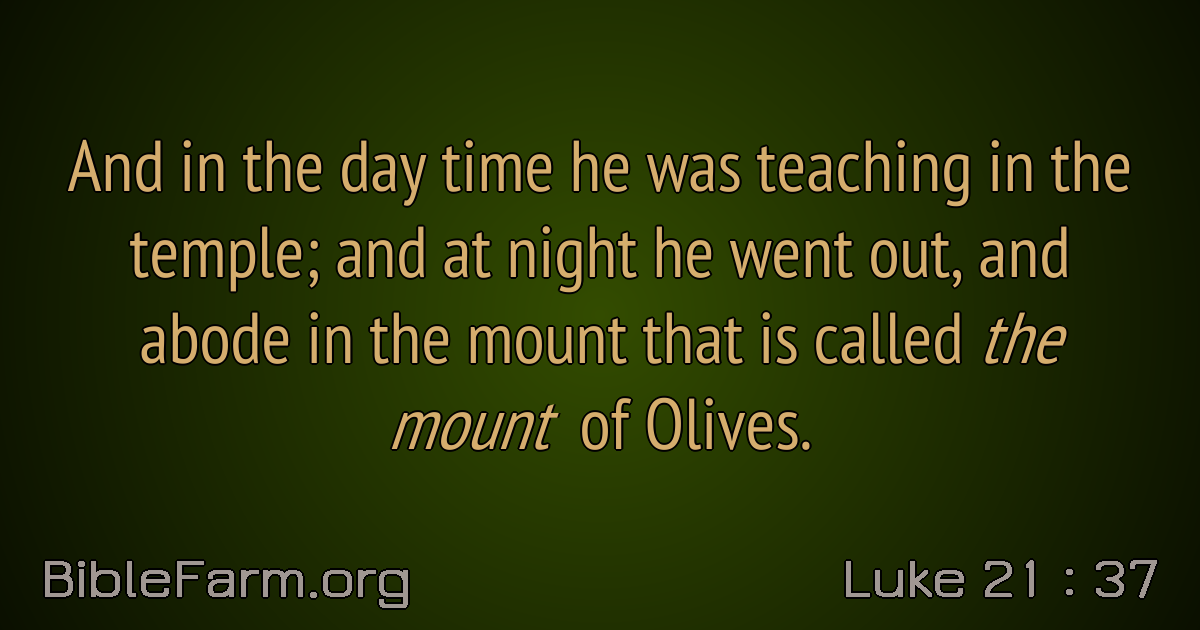 And in the day time he was teaching in the
temple; and at night he went out, and
abode in the mount that is called the
mount of Olives.
BibleFarm.org
Luke 21 : 37